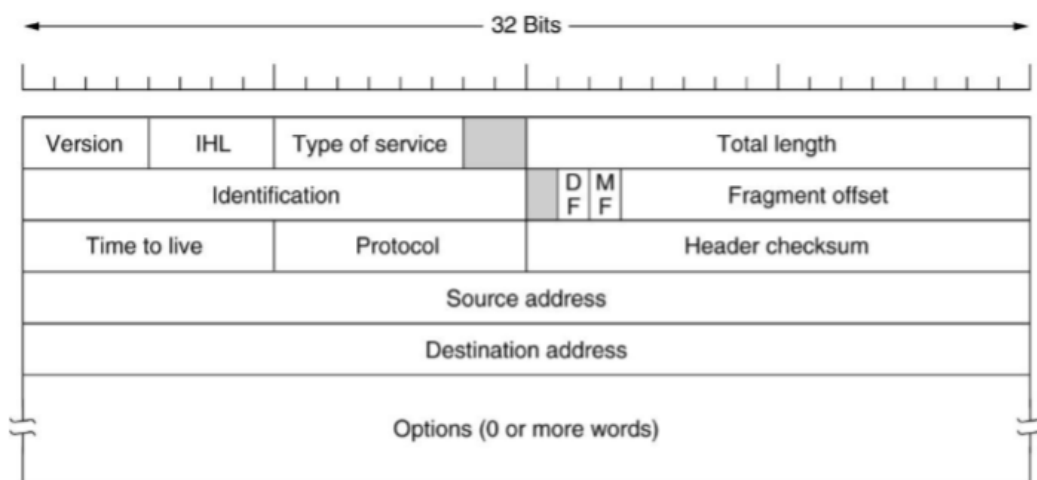 32 Bits
Version IHL Type of service Total length
Identification D F M F Fragment offset
Time to live Protocol Header checksum
Source address
Destination address
Options (0 or more words)